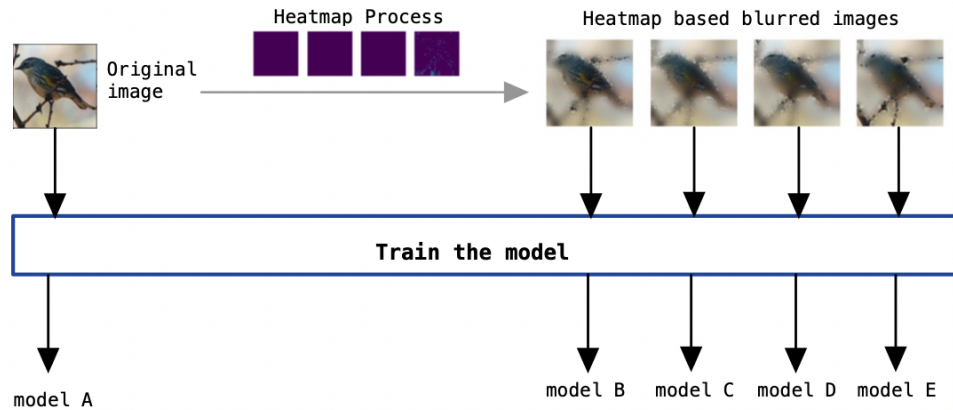 Heatmap Process
Heatmap based blurred images
Original
image
Train the model
model A
model B
model C
model D
model E